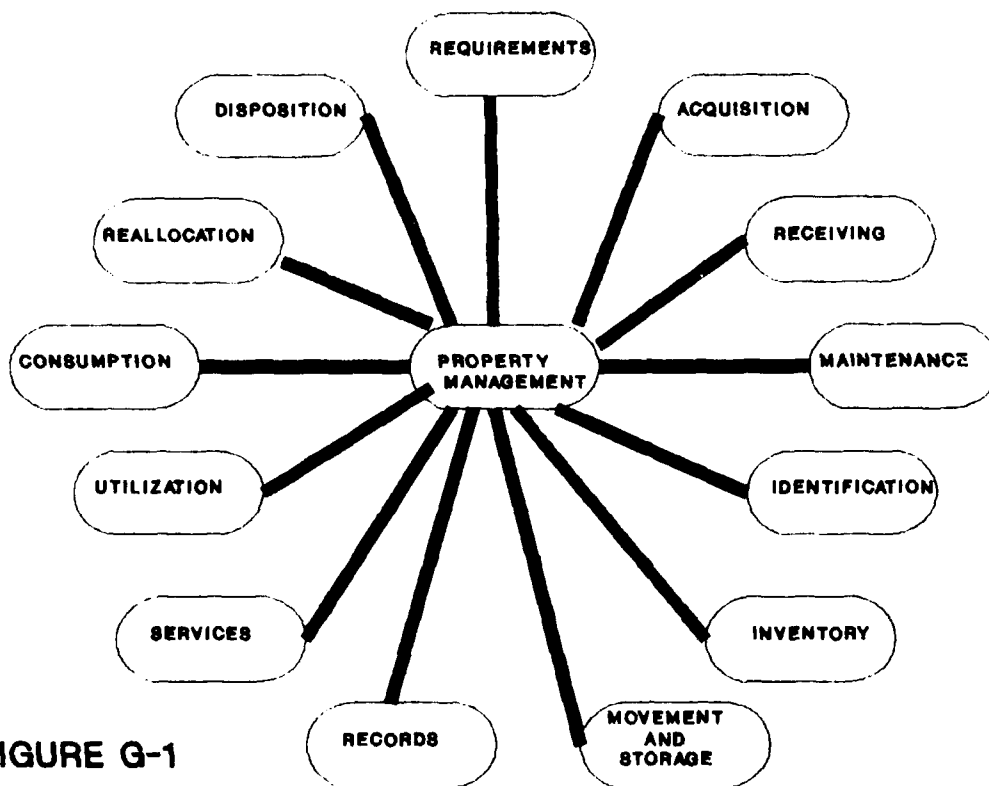 REQUIREMENTS
DISPOSITION
ACQUISITION
REALLOCATION
RECEIVING
CONSUMPTION
PROPERTY
MANAGEMENT
MAINTENANCE
UTILIZATION
IDENTIFICATION
SERVICES
INVENTORY
RECORDS
MOVEMENT
AND
STORAGE
IGURE G-1